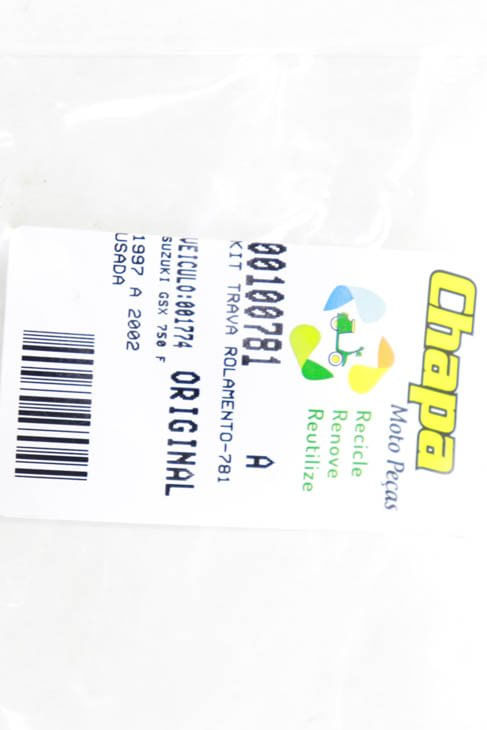 Chapa
Moto Peças
Recicle
Renove
Reutilize
00100781 A
KIT TRAVA ROLAMENTO-781
VEICULO:001774 ORIGINAL
SUZUKI GSX 750 F
1997 A 2002
USADA